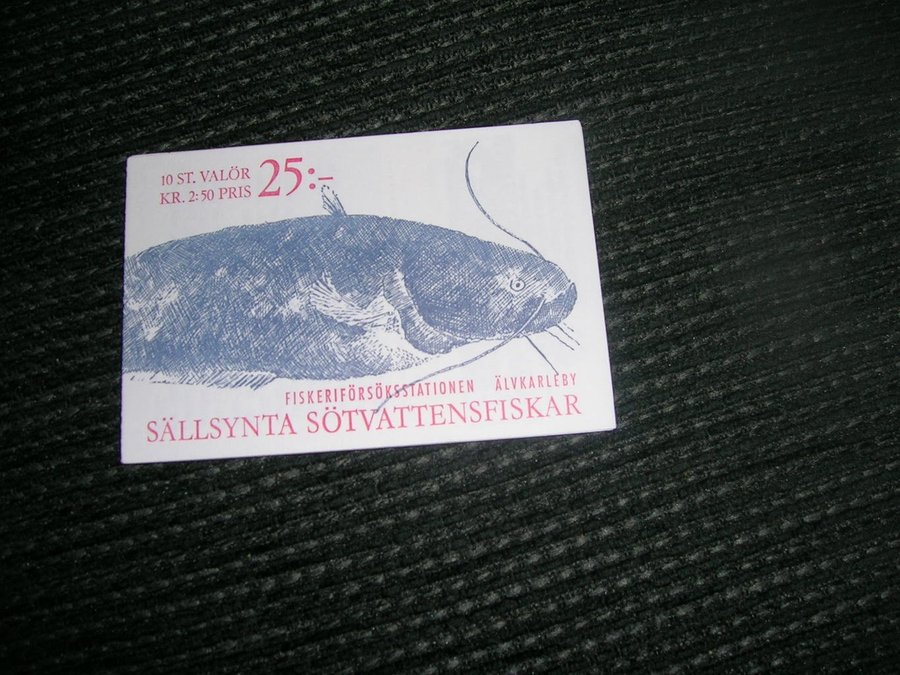 10 ST. VALÖR
KR. 2:50 PRIS 25:–
FISKERIFÖRSÖKSSTATIONEN ÄLVKARLEBY
SÄLLSYNTA SÖTVATTENSFISKAR